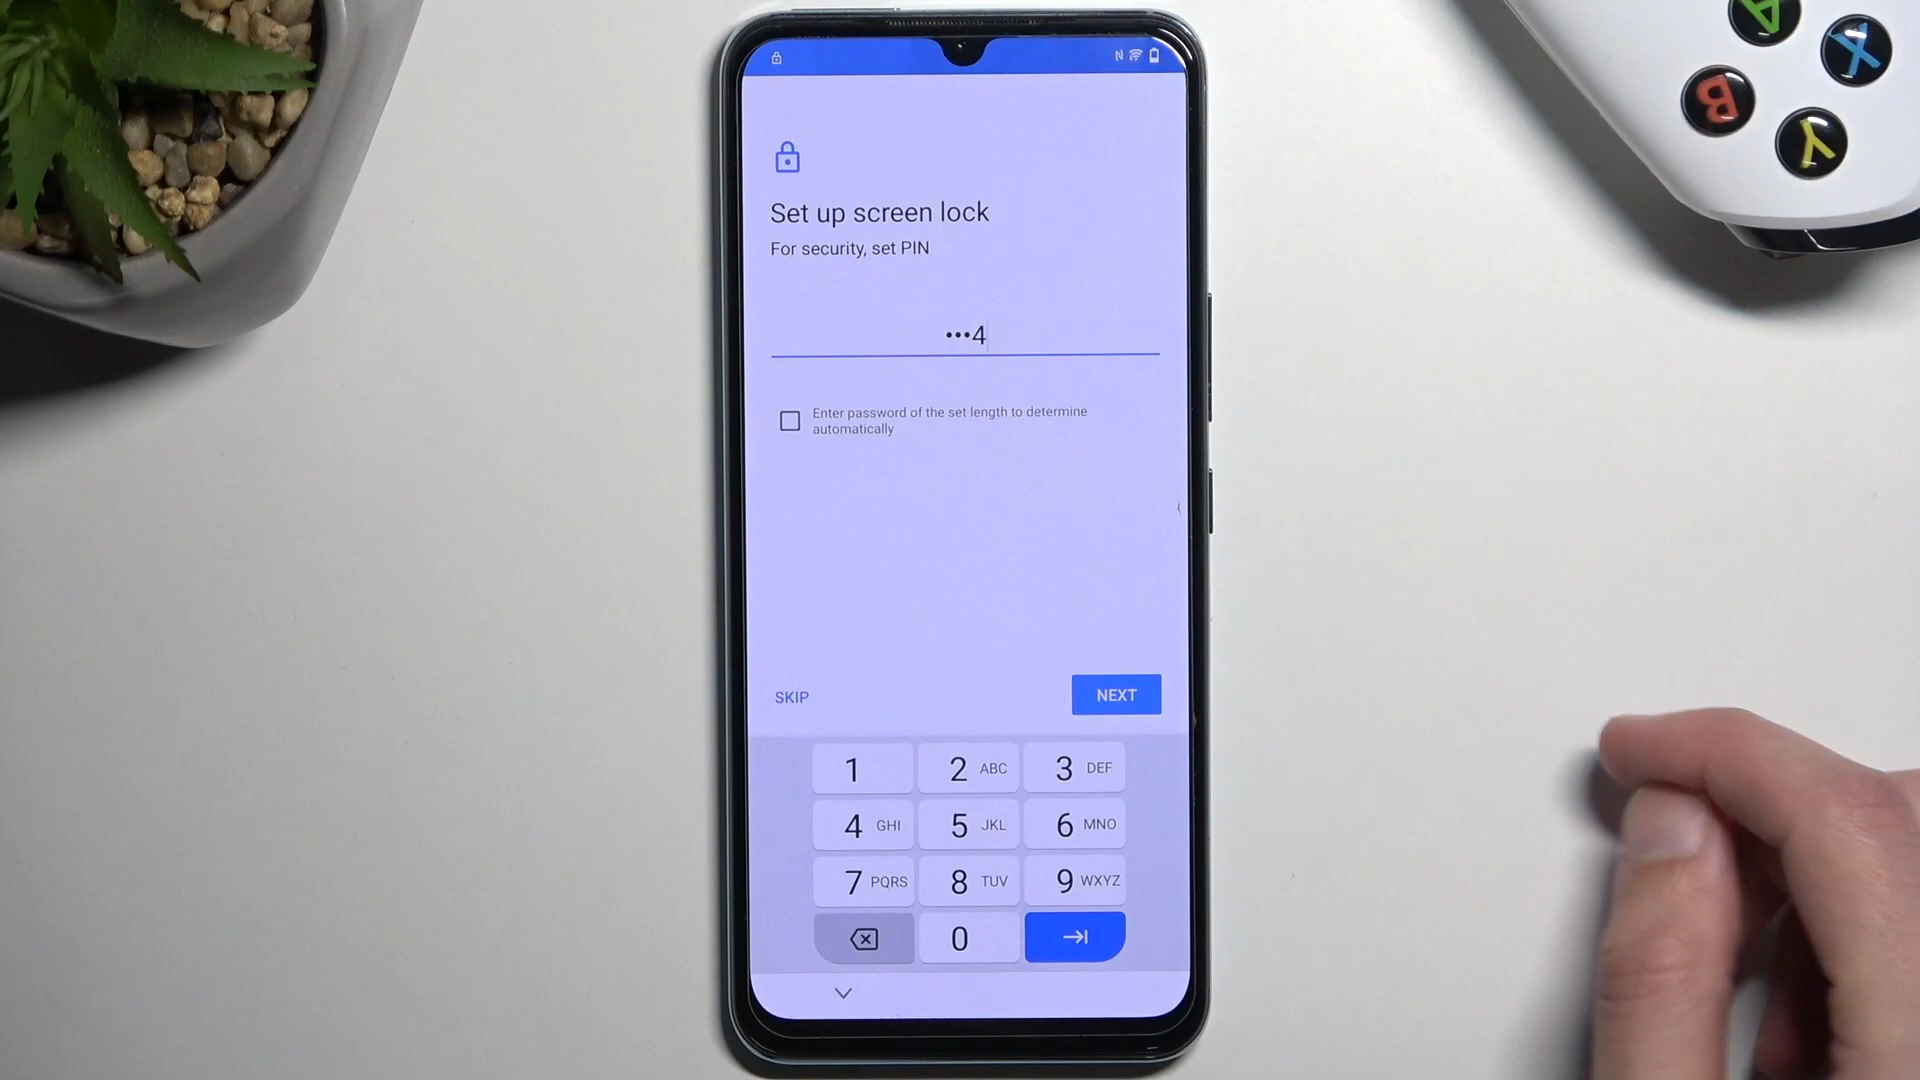 Set up screen lock
For security, set PIN
•••4
Enter password of the set length to determine
automatically
SKIP
NEXT
1
2 ABC
3 DEF
4 GHI
5 JKL
6 MNO
7 PQRS
8 TUV
9 WXYZ
0
A
X
B
Y